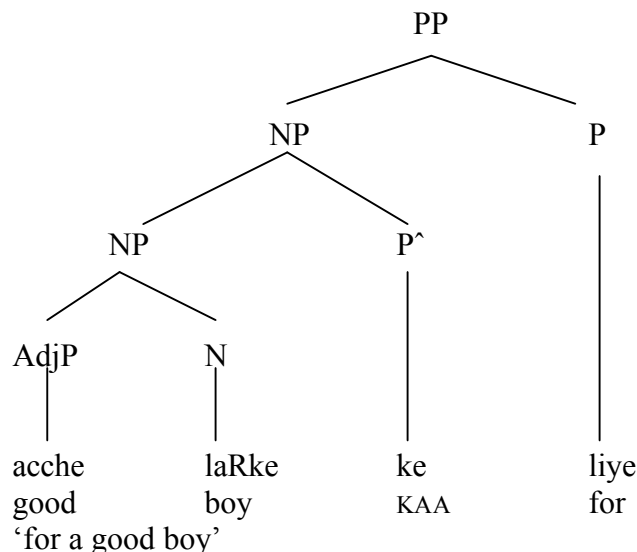 PP
NP P
NP P^
AdjP N
acche laRke ke liye
good boy KAA for
‘for a good boy’